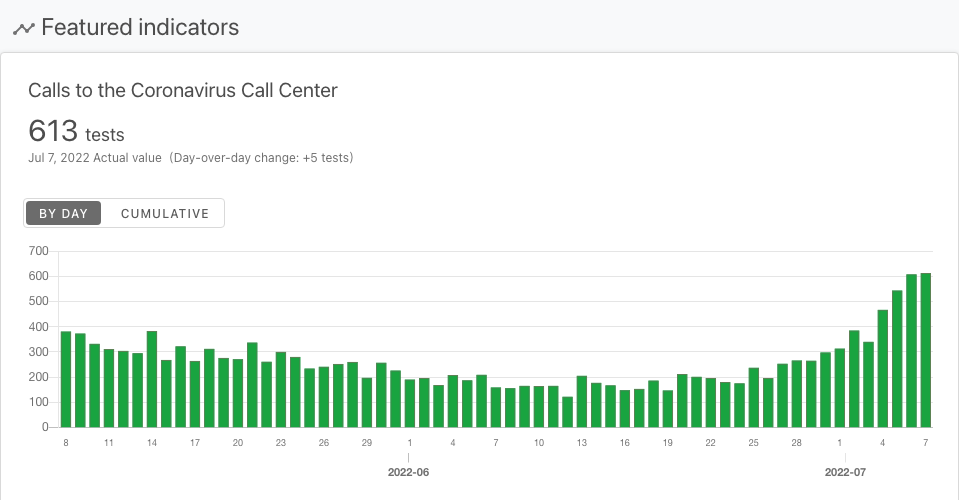 Featured indicators
Calls to the Coronavirus Call Center
613 tests
Jul 7, 2022 Actual value (Day-over-day change: +5 tests)
BY DAY CUMULATIVE
700
600
500
400
300
200
100
0
8 11 14 17 20 23 26 29 1 4 7 10 13 16 19 22 25 28 1 4 7
2022-06 2022-07